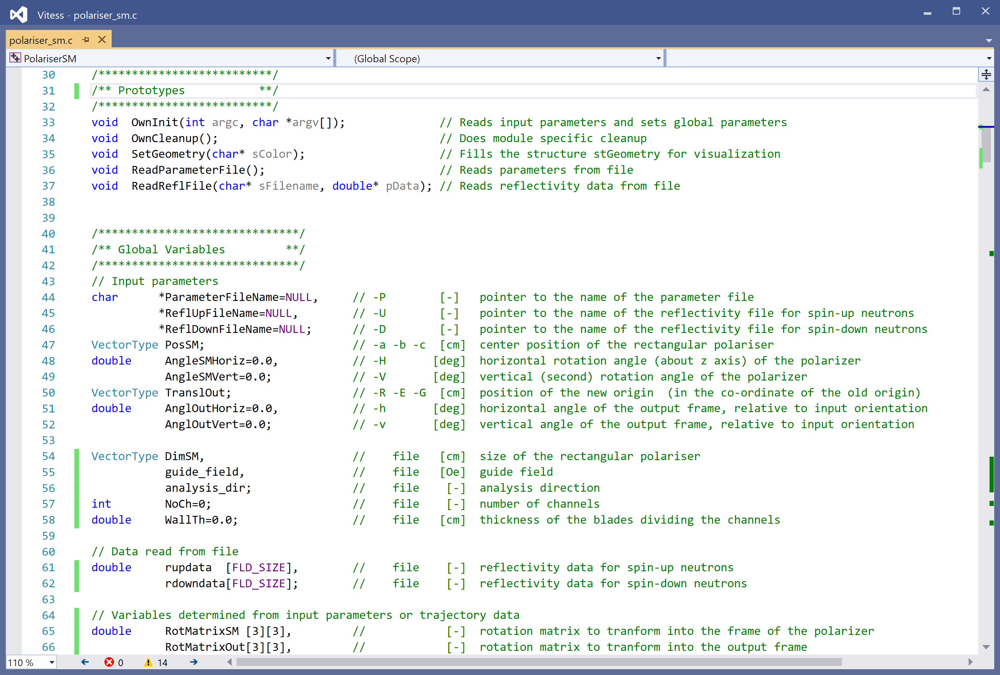 Vitess - polariser_sm.c
polariser_sm.c
PolariserSM (Global Scope)
30 /**************************/
31 /** Prototypes           **/
32 /**************************/
33 void  OwnInit(int argc, char *argv[]);              // Reads input parameters and sets global parameters
34 void  OwnCleanup();                                 // Does module specific cleanup
35 void  SetGeometry(char* sColor);                    // Fills the structure stGeometry for visualization
36 void  ReadParameterFile();                          // Reads parameters from file
37 void  ReadReflFile(char* sFilename, double* pData); // Reads reflectivity data from file
38
39
40 /******************************/
41 /** Global Variables         **/
42 /******************************/
43 // Input parameters
44 char      *ParameterFileName=NULL,     // -P        [-]   pointer to the name of the parameter file
45           *ReflUpFileName=NULL,        // -U        [-]   pointer to the name of the reflectivity file for spin-up neutrons
46           *ReflDownFileName=NULL;      // -D        [-]   pointer to the name of the reflectivity file for spin-down neutrons
47 VectorType PosSM;                      // -a -b -c  [cm]  center position of the rectangular polariser
48 double     AngleSMHoriz=0.0,           // -H       [deg]  horizontal rotation angle (about z axis) of the polarizer
49            AngleSMVert=0.0;            // -V       [deg]  vertical (second) rotation angle of the polarizer
50 VectorType TranslOut;                  // -R -E -G  [cm]  position of the new origin  (in the co-ordinate of the old origin)
51 double     AnglOutHoriz=0.0,           // -h       [deg]  horizontal angle of the output frame, relative to input orientation
52            AnglOutVert=0.0;            // -v       [deg]  vertical angle of the output frame, relative to input orientation
53
54 VectorType DimSM,                      //    file   [cm]  size of the rectangular polariser
55            guide_field,                //    file   [Oe]  guide field
56            analysis_dir;               //    file    [-]  analysis direction
57 int        NoCh=0;                     //    file    [-]  number of channels
58 double     WallTh=0.0;                 //    file   [cm]  thickness of the blades dividing the channels
59
60 // Data read from file
61 double     rupdata  [FLD_SIZE],        //    file    [-]  reflectivity data for spin-up neutrons
62            rdowndata[FLD_SIZE];        //    file    [-]  reflectivity data for spin-down neutrons
63
64 // Variables determined from input parameters or trajectory data
65 double     RotMatrixSM [3][3],         //            [-]  rotation matrix to tranform into the frame of the polarizer
66            RotMatrixOut[3][3],         //            [-]  rotation matrix to tranform into the output frame
110 % 0 14